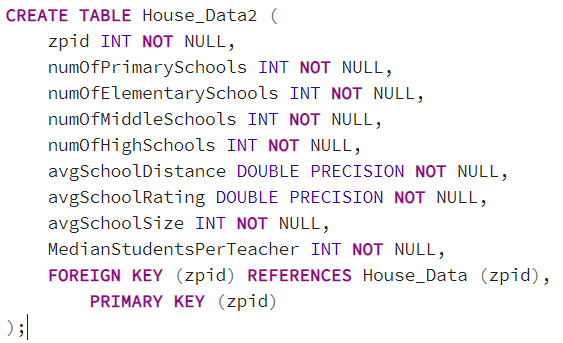 CREATE TABLE House_Data2 (
    zpid INT NOT NULL,
    numOfPrimarySchools INT NOT NULL,
    numOfElementarySchools INT NOT NULL,
    numOfMiddleSchools INT NOT NULL,
    numOfHighSchools INT NOT NULL,
    avgSchoolDistance DOUBLE PRECISION NOT NULL,
    avgSchoolRating DOUBLE PRECISION NOT NULL,
    avgSchoolSize INT NOT NULL,
    MedianStudentsPerTeacher INT NOT NULL,
    FOREIGN KEY (zpid) REFERENCES House_Data (zpid),
        PRIMARY KEY (zpid)
);